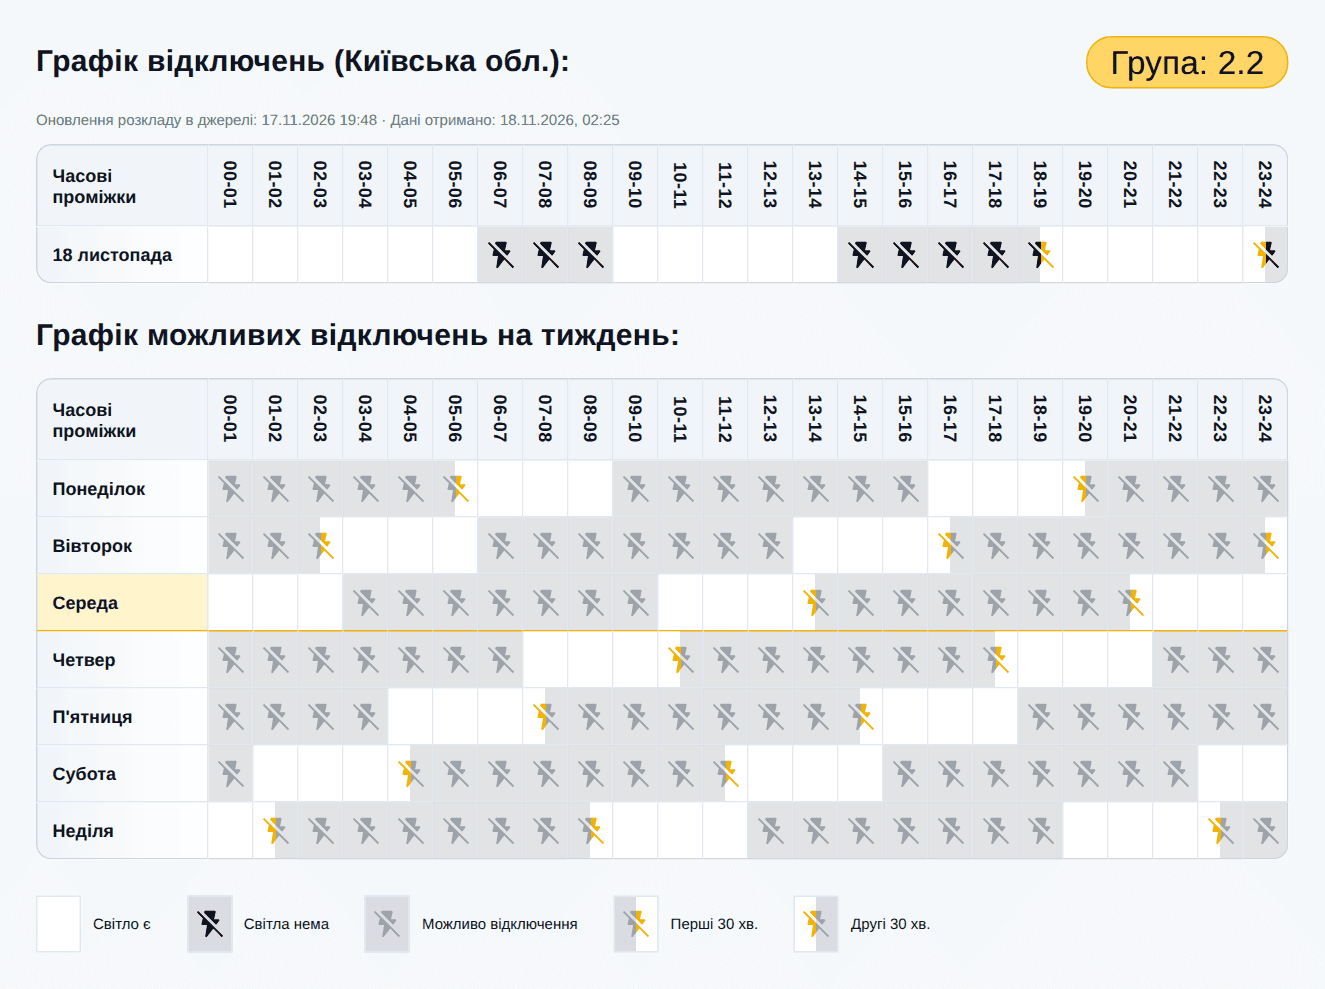 Графік відключень (Київська обл.):
Група: 2.2
Оновлення розкладу в джерелі: 17.11.2026 19:48 · Дані отримано: 18.11.2026, 02:25
Часові проміжки 00-01 01-02 02-03 03-04 04-05 05-06 06-07 07-08 08-09 09-10 10-11 11-12 12-13 13-14 14-15 15-16 16-17 17-18 18-19 19-20 20-21 21-22 22-23 23-24
18 листопада
Графік можливих відключень на тиждень:
Часові проміжки 00-01 01-02 02-03 03-04 04-05 05-06 06-07 07-08 08-09 09-10 10-11 11-12 12-13 13-14 14-15 15-16 16-17 17-18 18-19 19-20 20-21 21-22 22-23 23-24
Понеділок
Вівторок
Середа
Четвер
П'ятниця
Субота
Неділя
Світло є Світла нема Можливо відключення Перші 30 хв. Другі 30 хв.